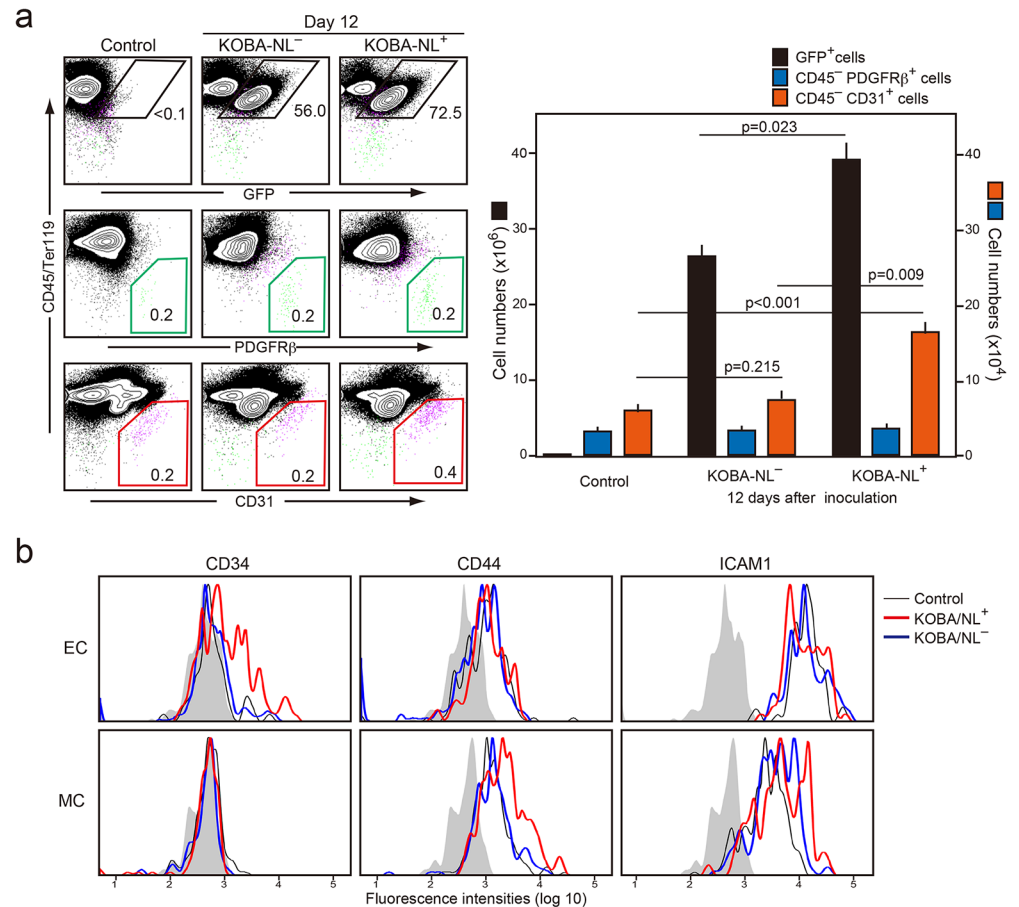 a
Day 12
Control
KOBA-NL−
KOBA-NL+
<0.1
56.0
72.5
GFP
0.2
0.2
0.2
PDGFRβ
0.2
0.2
0.4
CD31
CD45/Ter119
GFP+cells
CD45− PDGFRβ+ cells
CD45− CD31+ cells
p=0.023
p=0.009
p<0.001
p=0.215
Cell numbers (x10⁶)
40
30
20
10
0
Cell numbers (x10⁴)
40
30
20
10
0
Control
KOBA-NL−
KOBA-NL+
12 days after inoculation
b
CD34
CD44
ICAM1
EC
MC
Control
KOBA/NL+
KOBA/NL−
1 2 3 4 5 1 2 3 4 5 1 2 3 4 5
Fluorescence intensities (log 10)